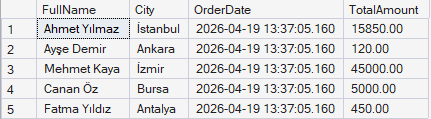 FullName City OrderDate TotalAmount
1 Ahmet Yılmaz İstanbul 2026-04-19 13:37:05.160 15850.00
2 Ayşe Demir Ankara 2026-04-19 13:37:05.160 120.00
3 Mehmet Kaya İzmir 2026-04-19 13:37:05.160 45000.00
4 Canan Öz Bursa 2026-04-19 13:37:05.160 5000.00
5 Fatma Yıldız Antalya 2026-04-19 13:37:05.160 450.00